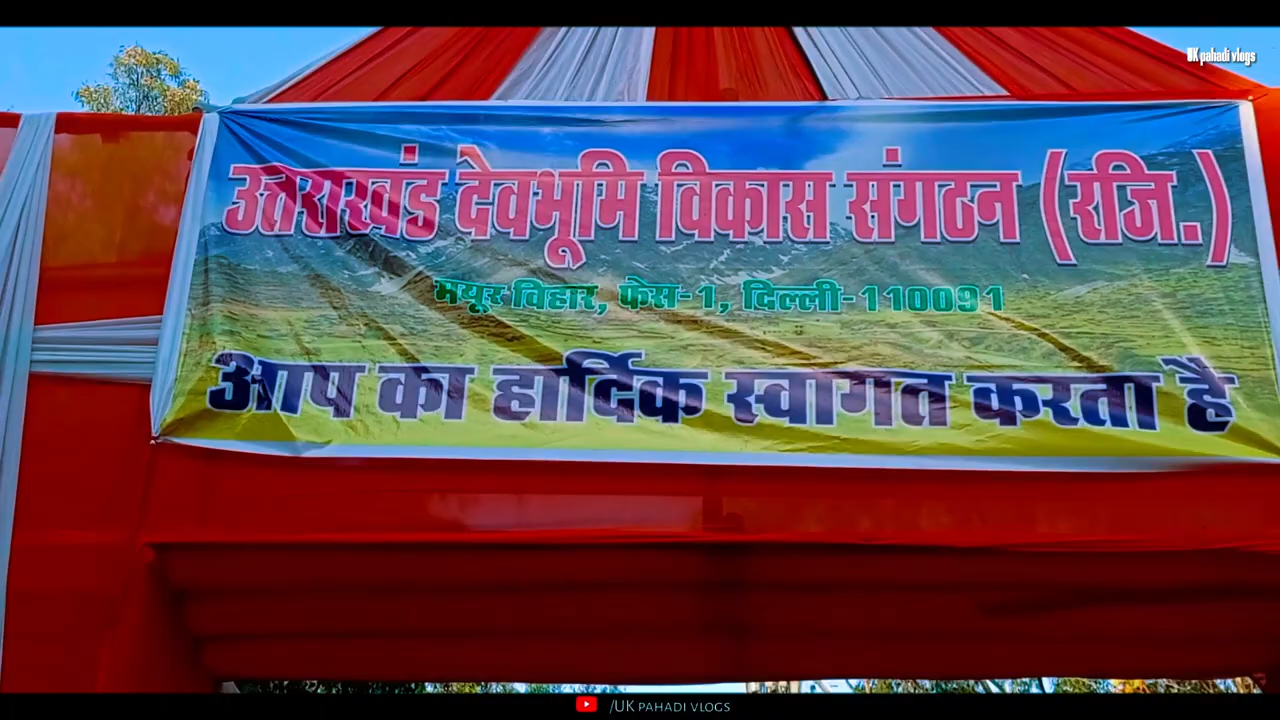 UK pahadi vlogs
उत्तराखंड देवभूमि विकास संगठन (रजि.)
मयूर विहार, फेस-1, दिल्ली-110091
आप का हार्दिक स्वागत करता है
/UK PAHADI VLOGS